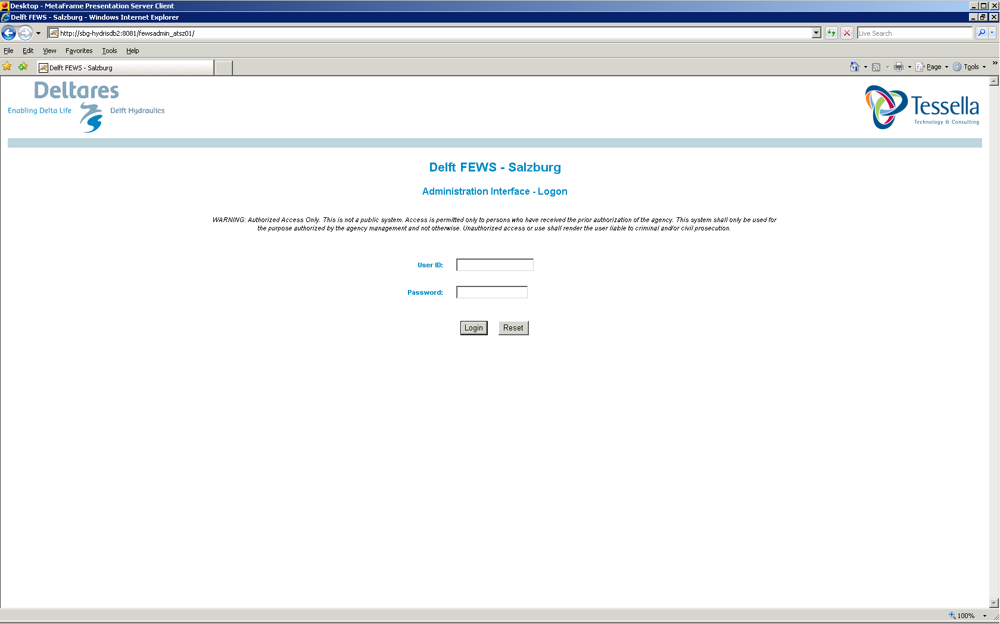 Desktop - MetaFrame Presentation Server Client
Delft FEWS - Salzburg - Windows Internet Explorer
http://sbg-hydrisdb2:8081/fewsadmin_atsz01/
Live Search
File Edit View Favorites Tools Help
Delft FEWS - Salzburg
Page Tools »
Deltares
Enabling Delta Life Delft Hydraulics
Tessella
Technology & Consulting
Delft FEWS - Salzburg
Administration Interface - Logon
WARNING: Authorized Access Only. This is not a public system. Access is permitted only to persons who have received the prior authorization of the agency. This system shall only be used for
the purpose authorized by the agency management and not otherwise. Unauthorized access or use shall render the user liable to criminal and/or civil prosecution.
User ID:
Password:
Login Reset
100%